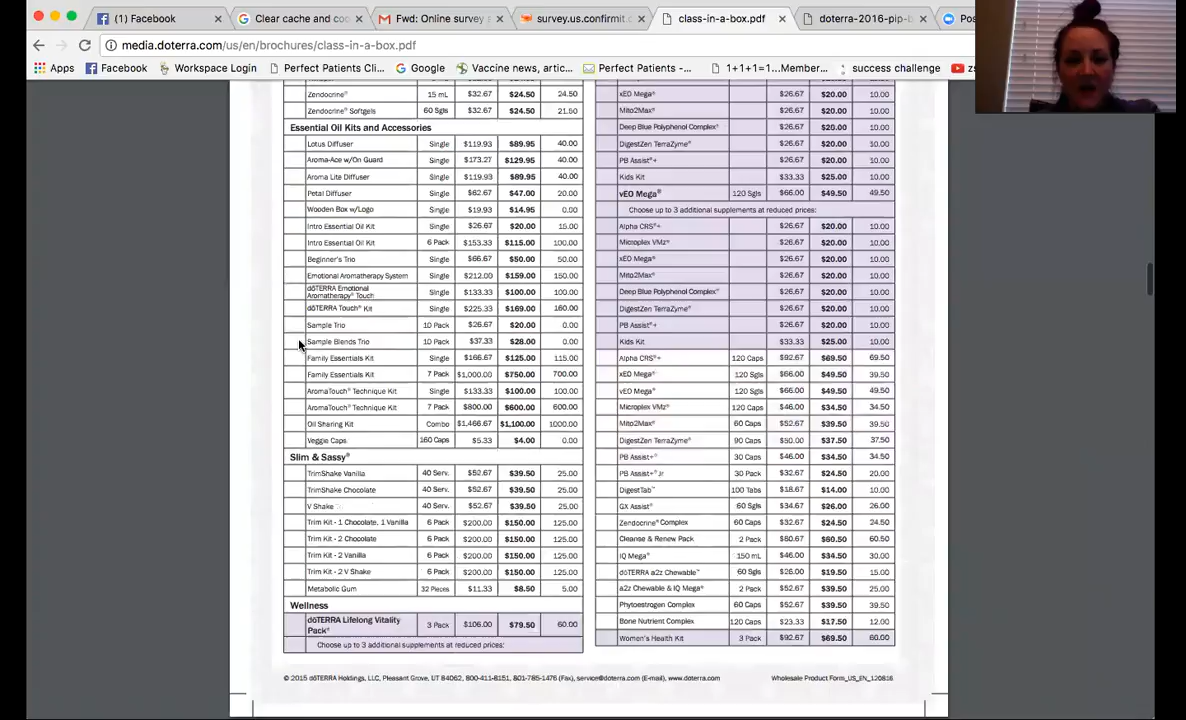 (1) Facebook
Clear cache and coo
Fwd: Online survey
survey.us.confirmit.c
class-in-a-box.pdf
doterra-2016-pip-b
Pos
media.doterra.com/us/en/brochures/class-in-a-box.pdf
Apps Facebook Workspace Login Perfect Patients Cli... Google Vaccine news, artic... Perfect Patients -... 1+1+1=1...Member... success challenge zs
Zendocrine® 15 mL $32.67 $24.50 24.50
Zendocrine® Softgels 60 Sgls $32.67 $24.50 21.50
Essential Oil Kits and Accessories
Lotus Diffuser Single $119.93 $89.95 40.00
Aroma-Ace w/On Guard Single $173.27 $129.95 40.00
Aroma Lite Diffuser Single $119.93 $89.95 40.00
Petal Diffuser Single $62.67 $47.00 20.00
Wooden Box w/Logo Single $19.93 $14.95 0.00
Intro Essential Oil Kit Single $26.67 $20.00 15.00
Intro Essential Oil Kit 6 Pack $153.33 $115.00 100.00
Beginner's Trio Single $66.67 $50.00 50.00
Emotional Aromatherapy System Single $212.00 $159.00 150.00
dōTERRA Emotional
Aromatherapy® Touch Single $133.33 $100.00 100.00
dōTERRA Touch® Kit Single $225.33 $169.00 160.00
Sample Trio 10 Pack $26.67 $20.00 0.00
Sample Blends Trio 10 Pack $37.33 $28.00 0.00
Family Essentials Kit Single $166.67 $125.00 115.00
Family Essentials Kit 7 Pack $1,000.00 $750.00 700.00
AromaTouch® Technique Kit Single $133.33 $100.00 100.00
AromaTouch® Technique Kit 7 Pack $800.00 $600.00 600.00
Oil Sharing Kit Combo $1,466.67 $1,100.00 1000.00
Veggie Caps 160 Caps $5.33 $4.00 0.00
Slim & Sassy®
TrimShake Vanilla 40 Serv. $52.67 $39.50 25.00
TrimShake Chocolate 40 Serv. $52.67 $39.50 25.00
V Shake 40 Serv. $52.67 $39.50 25.00
Trim Kit - 1 Chocolate, 1 Vanilla 6 Pack $200.00 $150.00 125.00
Trim Kit - 2 Chocolate 6 Pack $200.00 $150.00 125.00
Trim Kit - 2 Vanilla 6 Pack $200.00 $150.00 125.00
Trim Kit - 2 V Shake 6 Pack $200.00 $150.00 125.00
Metabolic Gum 32 Pieces $11.33 $8.50 5.00
Wellness
dōTERRA Lifelong Vitality
Pack® 3 Pack $106.00 $79.50 60.00
Choose up to 3 additional supplements at reduced prices:
xEO Mega® $26.67 $20.00 10.00
Mito2Max® $26.67 $20.00 10.00
Deep Blue Polyphenol Complex® $26.67 $20.00 10.00
DigestZen TerraZyme® $26.67 $20.00 10.00
PB Assist®+ $26.67 $20.00 10.00
Kids Kit $33.33 $25.00 10.00
vEO Mega® 120 Sgls $66.00 $49.50 49.50
Choose up to 3 additional supplements at reduced prices:
Alpha CRS®+ $26.67 $20.00 10.00
Microplex VMz® $26.67 $20.00 10.00
xEO Mega® $26.67 $20.00 10.00
Mito2Max® $26.67 $20.00 10.00
Deep Blue Polyphenol Complex® $26.67 $20.00 10.00
DigestZen TerraZyme® $26.67 $20.00 10.00
PB Assist®+ $26.67 $20.00 10.00
Kids Kit $33.33 $25.00 10.00
Alpha CRS®+ 120 Caps $92.67 $69.50 69.50
xEO Mega® 120 Sgls $66.00 $49.50 39.50
vEO Mega® 120 Sgls $66.00 $49.50 49.50
Microplex VMz® 120 Caps $46.00 $34.50 34.50
Mito2Max® 60 Caps $52.67 $39.50 39.50
DigestZen TerraZyme® 90 Caps $50.00 $37.50 37.50
PB Assist+® 30 Caps $46.00 $34.50 34.50
PB Assist+® Jr 30 Pack $32.67 $24.50 20.00
DigestTab™ 100 Tabs $18.67 $14.00 10.00
GX Assist® 60 Sgls $34.67 $26.00 26.00
Zendocrine® Complex 60 Caps $32.67 $24.50 24.50
Cleanse & Renew Pack 2 Pack $80.67 $60.50 60.50
IQ Mega® 150 mL $46.00 $34.50 30.00
dōTERRA a2z Chewable™ 60 Sgls $26.00 $19.50 15.00
a2z Chewable & IQ Mega® 2 Pack $52.67 $39.50 25.00
Phytoestrogen Complex 60 Caps $52.67 $39.50 39.50
Bone Nutrient Complex 120 Caps $23.33 $17.50 12.00
Women's Health Kit 3 Pack $92.67 $69.50 60.00
© 2015 dōTERRA Holdings, LLC, Pleasant Grove, UT 84062, 800-411-8151, 801-785-1476 (Fax), service@doterra.com (E-mail), www.doterra.com
Wholesale Product Form_US_EN_120816